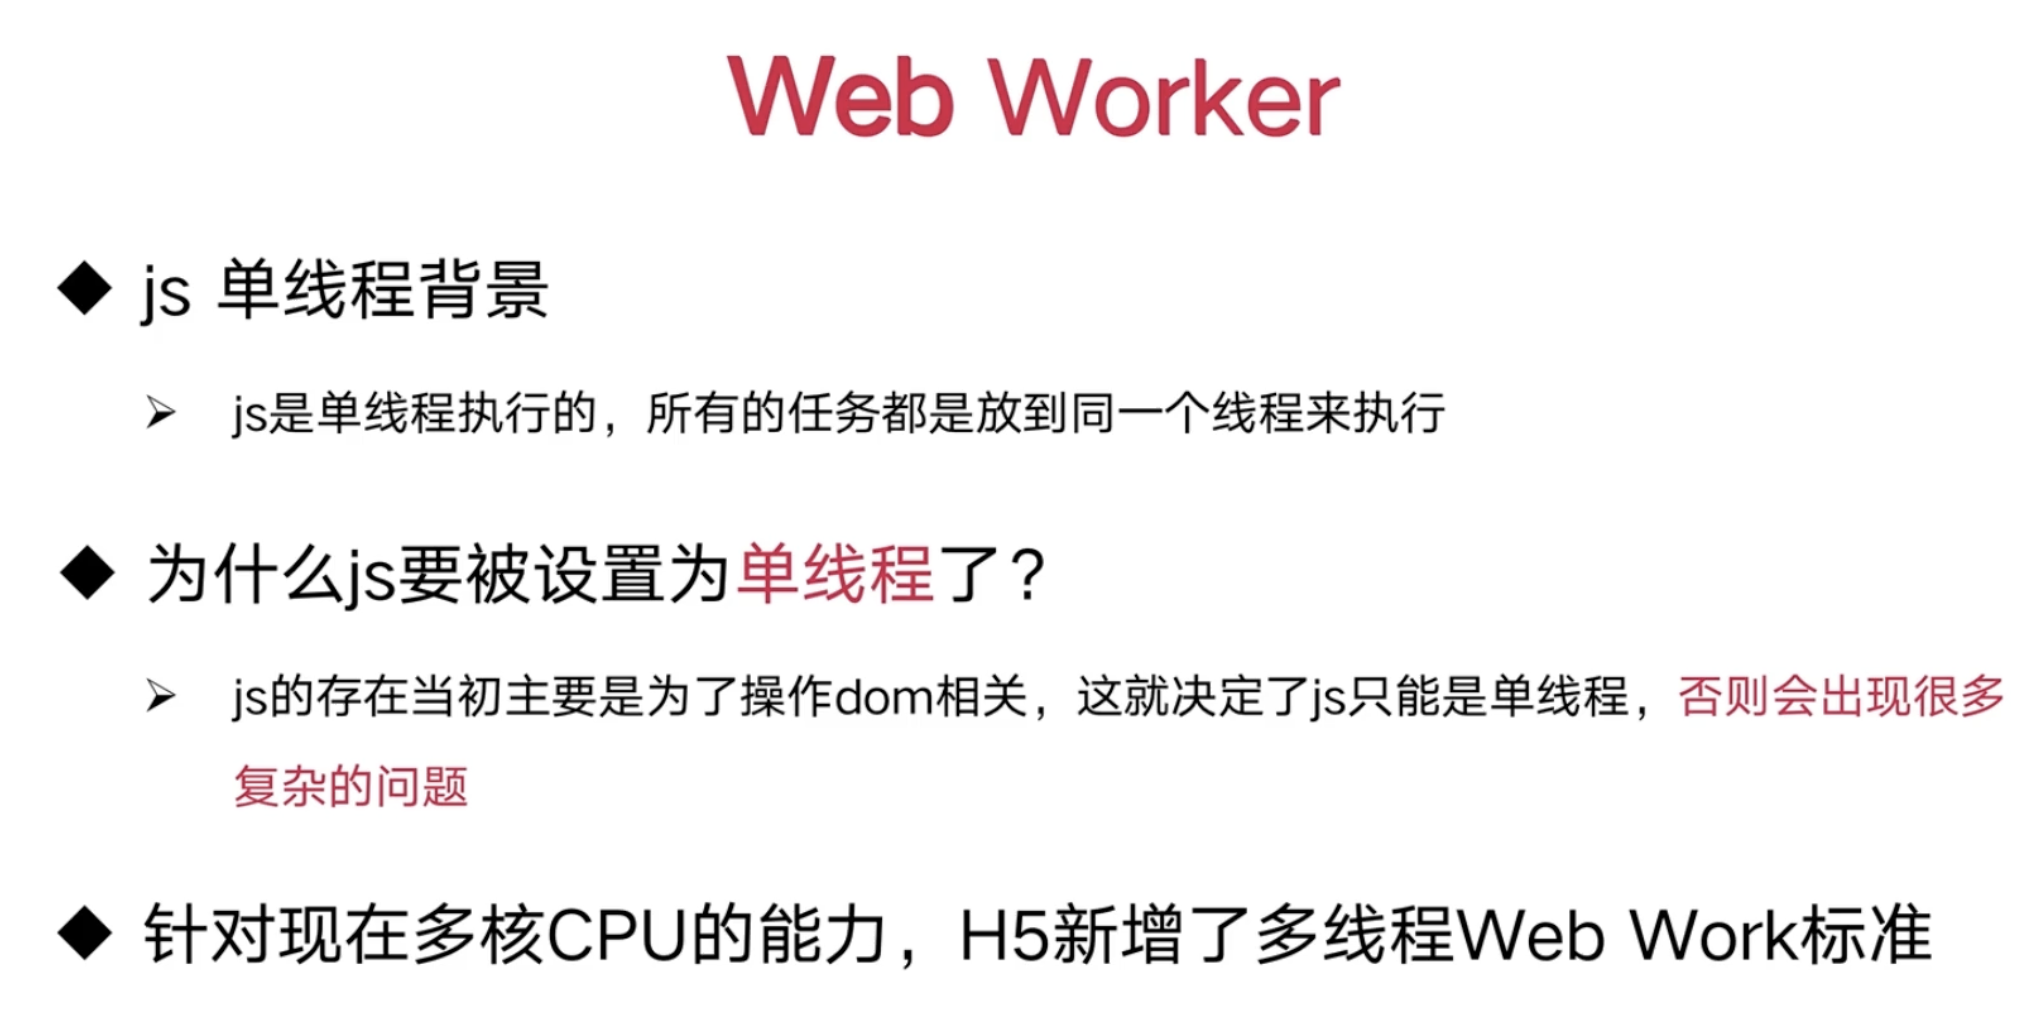 Web Worker
◆ js 单线程背景
➢ js是单线程执行的，所有的任务都是放到同一个线程来执行
◆ 为什么js要被设置为单线程了？
➢ js的存在当初主要是为了操作dom相关，这就决定了js只能是单线程，否则会出现很多
复杂的问题
◆ 针对现在多核CPU的能力，H5新增了多线程Web Work标准